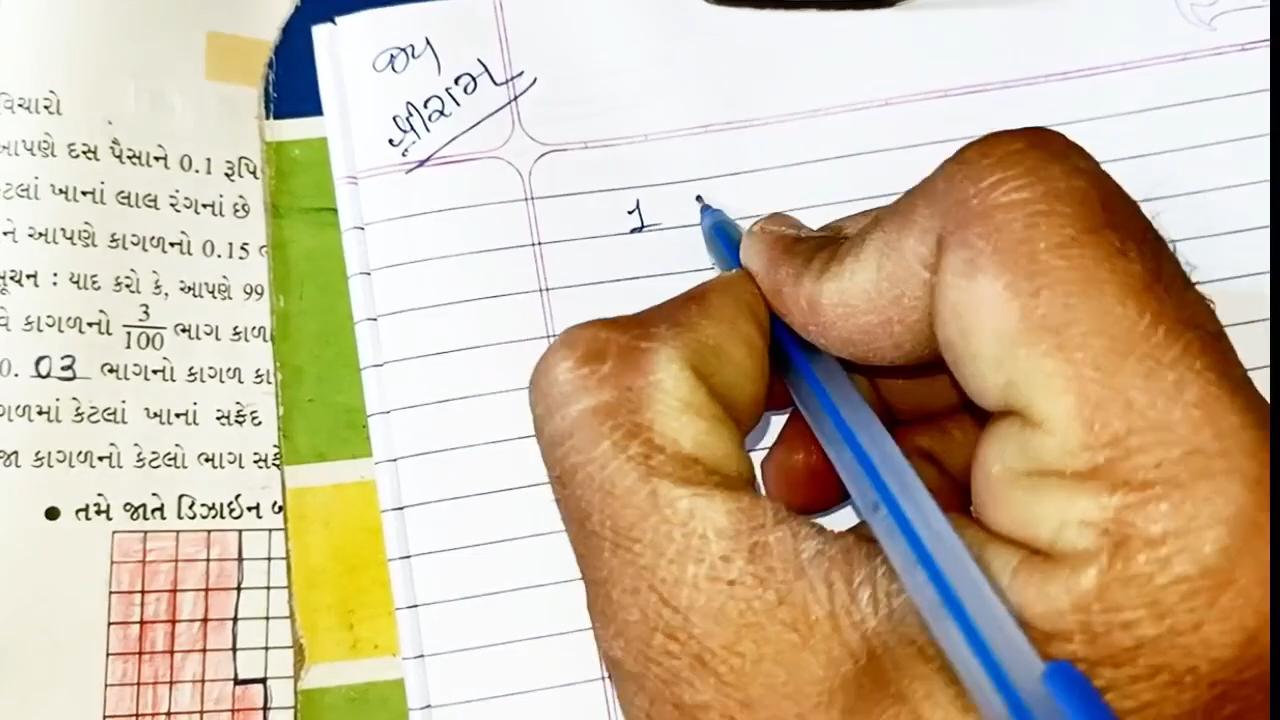 વિચારો
આપણે દસ પૈસાને 0.1 રૂપિ
ટલાં ખાનાં લાલ રંગનાં છે
ને આપણે કાગળનો 0.15 ભ
સૂચન : યાદ કરો કે, આપણે 99
વે કાગળનો 3/100 ભાગ કાળ
0. 03 ભાગનો કાગળ કા
ગળમાં કેટલાં ખાનાં સફેદ
જા કાગળનો કેટલો ભાગ સફે
● તમે જાતે ડિઝાઇન બ
જય
શ્રીરામ
1